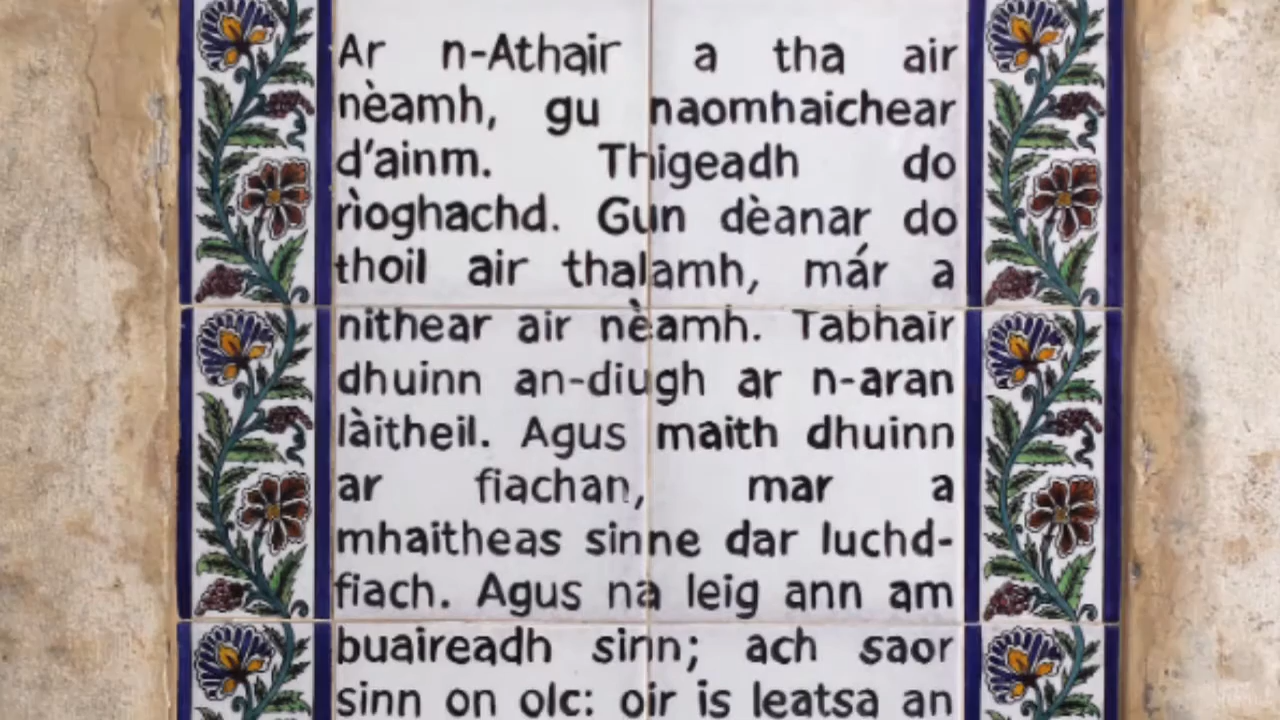 Ar n-Athair a tha air
nèamh, gu naomhaichear
d'ainm. Thigeadh do
rìoghachd. Gun dèanar do
thoil air thalamh, már a
nithear air nèamh. Tabhair
dhuinn an-diugh ar n-aran
làitheil. Agus maith dhuinn
ar fiachan, mar a
mhaitheas sinne dar luchd-
fiach. Agus na leig ann am
buaireadh sinn; ach saor
sinn on olc: oir is leatsa an